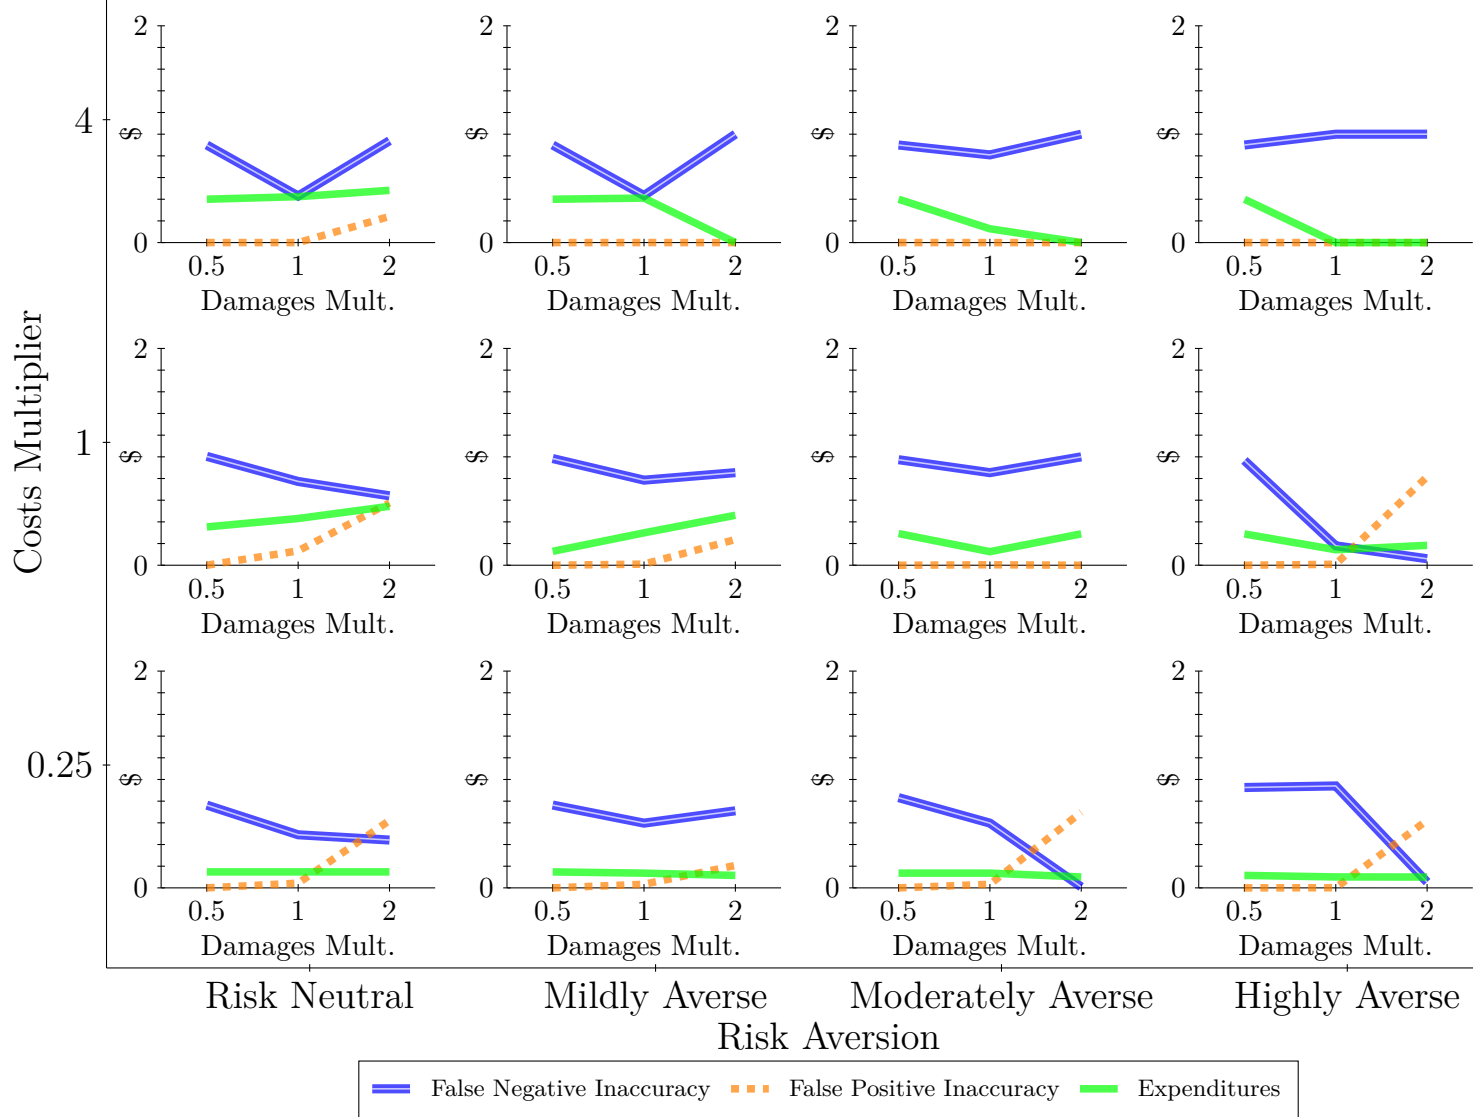 2 2 2 2
4 $ $ $ $
0 0 0 0
0.5 1 2 0.5 1 2 0.5 1 2 0.5 1 2
Damages Mult. Damages Mult. Damages Mult. Damages Mult.
Costs Multiplier
2 2 2 2
1 $ $ $ $
0 0 0 0
0.5 1 2 0.5 1 2 0.5 1 2 0.5 1 2
Damages Mult. Damages Mult. Damages Mult. Damages Mult.
2 2 2 2
0.25 $ $ $ $
0 0 0 0
0.5 1 2 0.5 1 2 0.5 1 2 0.5 1 2
Damages Mult. Damages Mult. Damages Mult. Damages Mult.
Risk Neutral Mildly Averse Moderately Averse Highly Averse
Risk Aversion
False Negative Inaccuracy False Positive Inaccuracy Expenditures